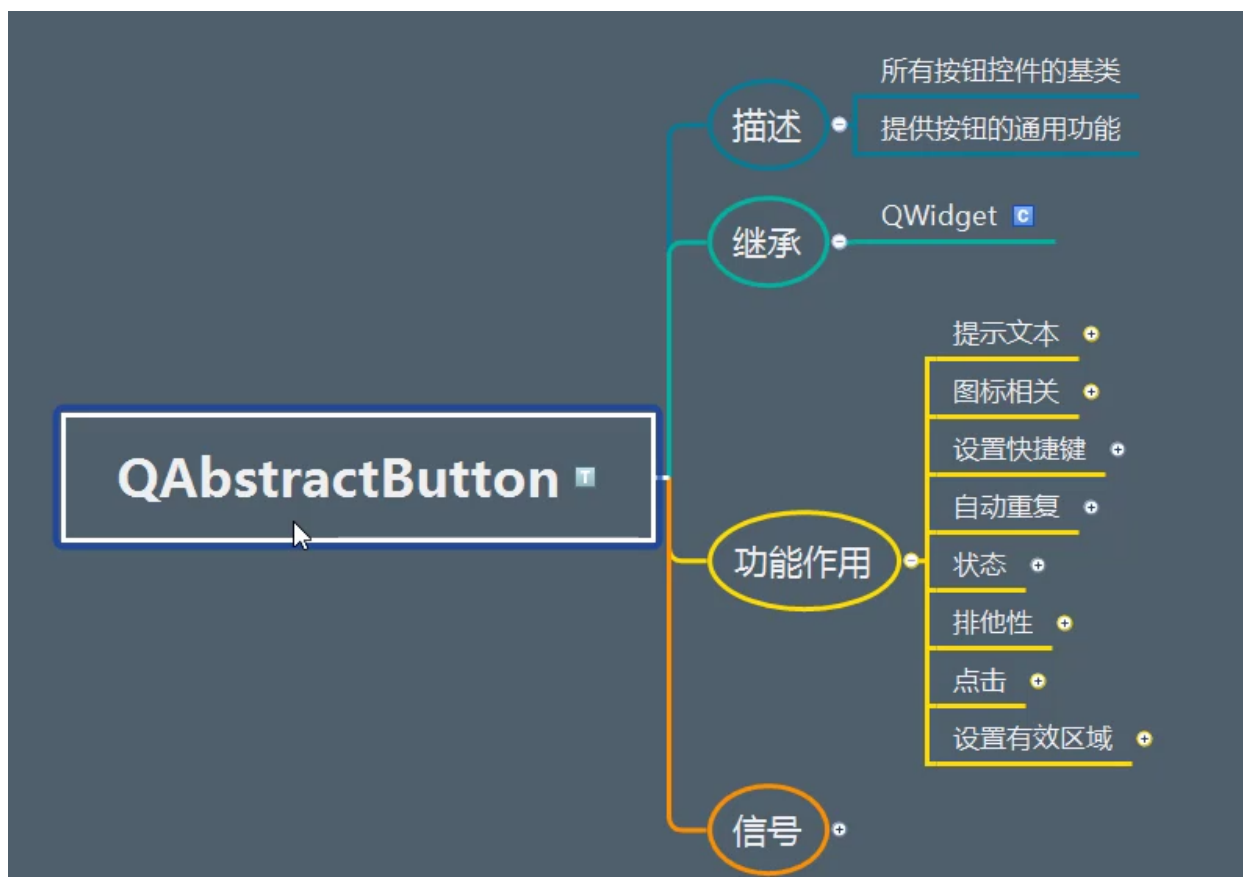 所有按钮控件的基类
描述
提供按钮的通用功能
QWidget C
继承
提示文本
图标相关
设置快捷键
自动重复
QAbstractButton T
功能作用
状态
排他性
点击
设置有效区域
信号